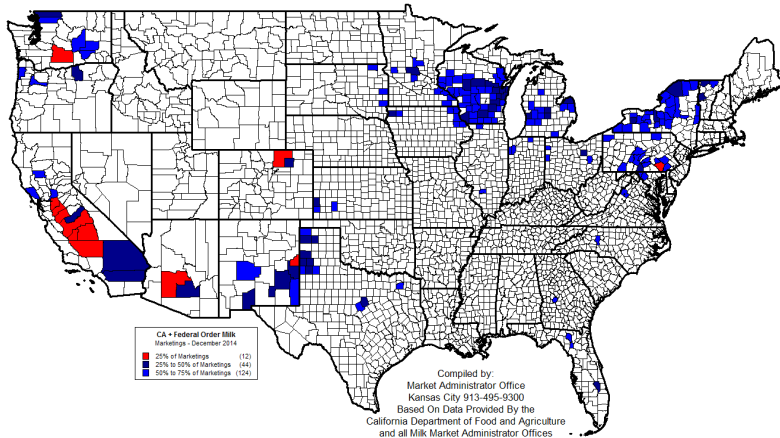 CA + Federal Order Milk
Marketings - December 2014
25% of Marketings (12)
25% to 50% of Marketings (44)
50% to 75% of Marketings (124)
Compiled by:
Market Administrator Office
Kansas City 913-495-9300
Based On Data Provided By the
California Department of Food and Agriculture
and all Milk Market Administrator Offices